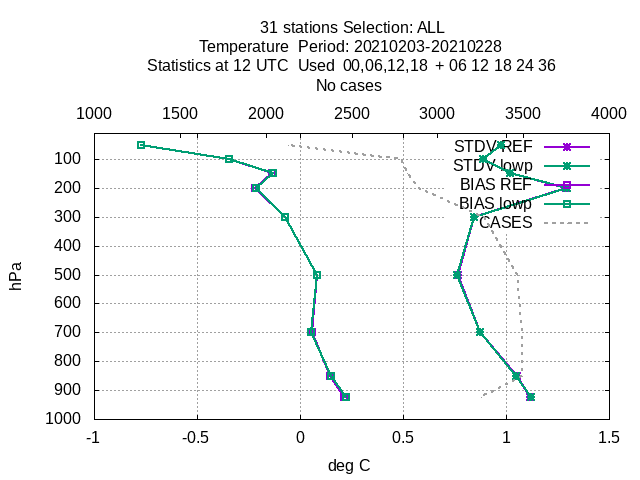 31 stations Selection: ALL
Temperature Period: 20210203-20210228
Statistics at 12 UTC Used 00,06,12,18 + 06 12 18 24 36
No cases
1000 1500 2000 2500 3000 3500 4000
STDV REF
STDV lowp
BIAS REF
BIAS lowp
CASES
100
200
300
400
500
600
700
800
900
1000
hPa
-1 -0.5 0 0.5 1 1.5
deg C